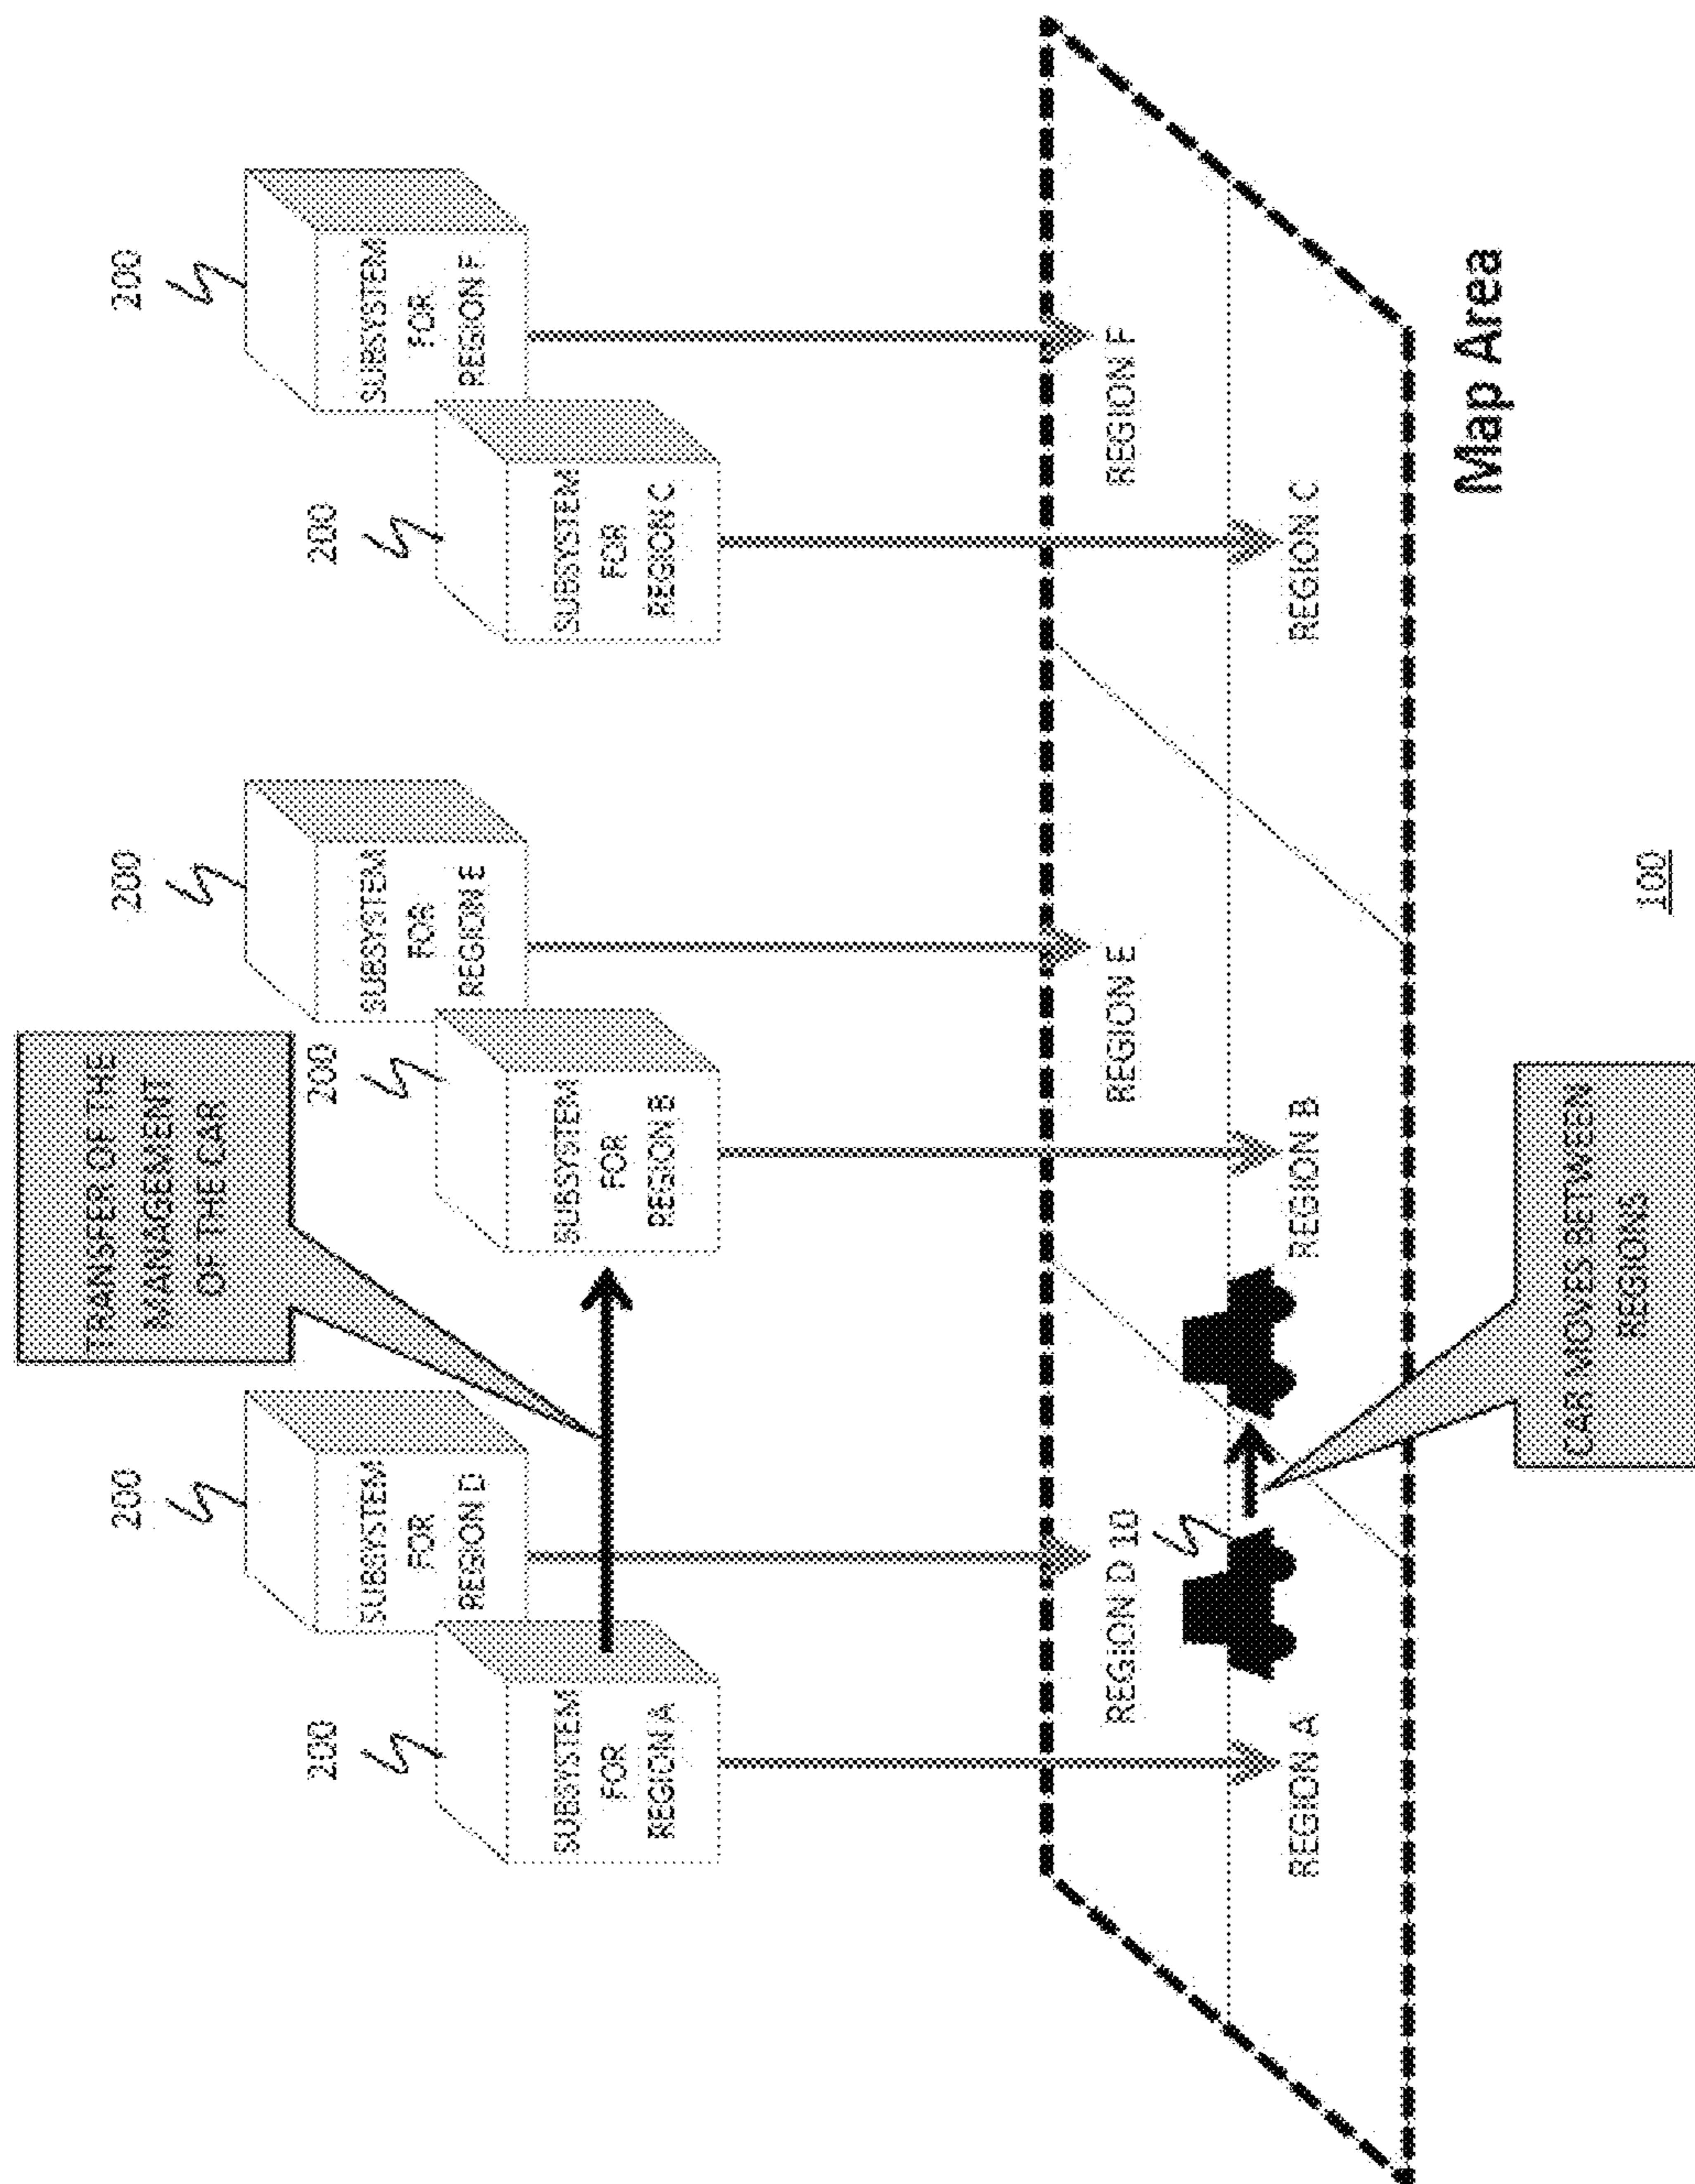 TRANSFER OF THE
MANAGEMENT
OF THE CAR
200
200
200
SUBSYSTEM
FOR
REGION D
SUBSYSTEM
FOR
REGION E
SUBSYSTEM
FOR
REGION F
200
200
200
SUBSYSTEM
FOR
REGION A
SUBSYSTEM
FOR
REGION B
SUBSYSTEM
FOR
REGION C
REGION D
10
REGION E
REGION F
REGION A
REGION B
REGION C
Map Area
CAR MOVES BETWEEN
REGIONS
100